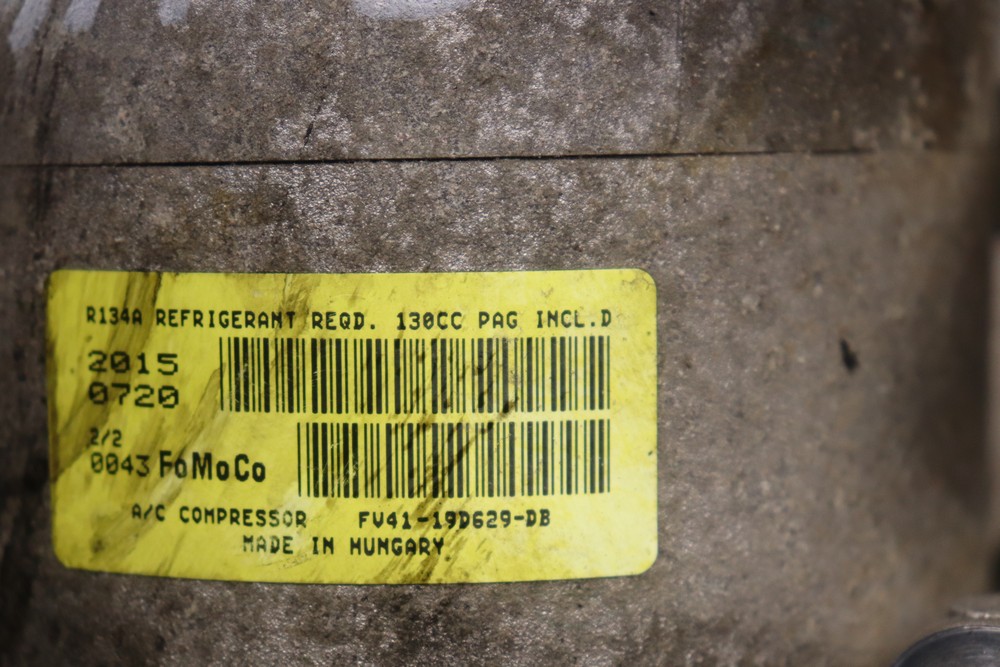 R134A REFRIGERANT REQD. 130CC PAG INCL.D
2015
0720
2/2
0043 FoMoCo
A/C COMPRESSOR FV41-19D629-DB
MADE IN HUNGARY